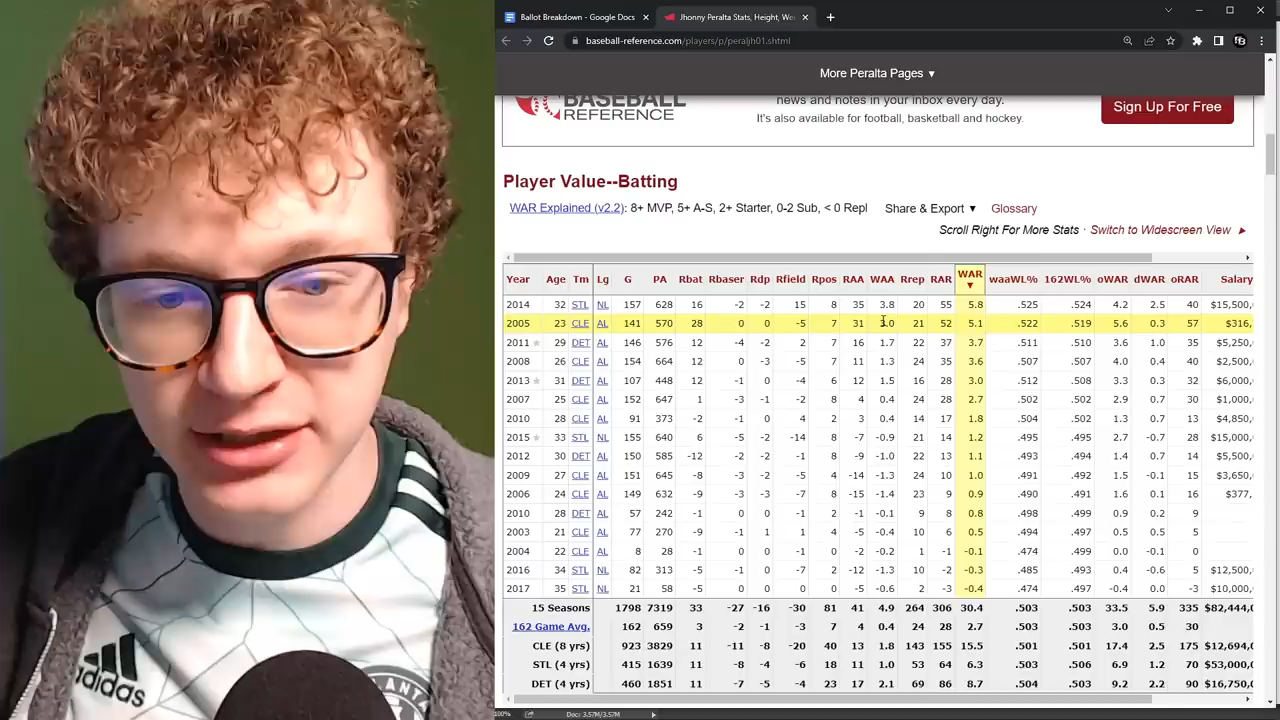 Ballot Breakdown - Google Docs
Jhonny Peralta Stats, Height, We
baseball-reference.com/players/p/peraljh01.shtml
More Peralta Pages ▼
BASEBALL
REFERENCE
news and notes in your inbox every day.
It's also available for football, basketball and hockey.
Sign Up For Free
Player Value--Batting
WAR Explained (v2.2): 8+ MVP, 5+ A-S, 2+ Starter, 0-2 Sub, < 0 Repl
Share & Export ▼
Glossary
Scroll Right For More Stats · Switch to Widescreen View ▶
Year Age Tm Lg G PA Rbat Rbaser Rdp Rfield Rpos RAA WAA Rrep RAR WAR ▼ waaWL% 162WL% oWAR dWAR oRAR Salary
2014 32 STL NL 157 628 16 -2 -2 15 8 35 3.8 20 55 5.8 .525 .524 4.2 2.5 40 $15,500,
2005 23 CLE AL 141 570 28 0 0 -5 7 31 3.0 21 52 5.1 .522 .519 5.6 0.3 57 $316,
2011 ★ 29 DET AL 146 576 12 -4 -2 2 7 16 1.7 22 37 3.7 .511 .510 3.6 1.0 35 $5,250,
2008 26 CLE AL 154 664 12 0 -3 -5 7 11 1.3 24 35 3.6 .507 .507 4.0 0.4 40 $2,500,
2013 ★ 31 DET AL 107 448 12 -1 0 -4 6 12 1.5 16 28 3.0 .512 .508 3.3 0.3 32 $6,000,
2007 25 CLE AL 152 647 1 -3 -1 -2 8 4 0.4 24 28 2.7 .502 .502 2.9 0.7 30 $1,000,
2010 28 CLE AL 91 373 -2 -1 0 4 2 3 0.4 14 17 1.8 .504 .502 1.3 0.7 13 $4,850,
2015 ★ 33 STL NL 155 640 6 -5 -2 -14 8 -7 -0.9 21 14 1.2 .495 .495 2.7 -0.7 28 $15,000,
2012 30 DET AL 150 585 -12 -2 -2 -1 8 -9 -1.0 22 13 1.1 .493 .494 1.4 0.7 14 $5,500,
2009 27 CLE AL 151 645 -8 -3 -2 -5 4 -14 -1.3 24 10 1.0 .491 .492 1.5 -0.1 15 $3,650,
2006 24 CLE AL 149 632 -9 -3 -3 -7 8 -15 -1.4 23 9 0.9 .490 .491 1.6 0.1 16 $377,
2010 28 DET AL 57 242 -1 0 0 -1 2 -1 -0.1 9 8 0.8 .498 .499 0.9 0.2 9
2003 21 CLE AL 77 270 -9 -1 1 1 4 -5 -0.4 10 6 0.5 .494 .497 0.5 0.5 5
2004 22 CLE AL 8 28 -1 0 0 -1 0 -2 -0.2 1 -1 -0.1 .474 .499 0.0 -0.1 0
2016 34 STL NL 82 313 -5 -1 0 -7 2 -12 -1.3 10 -2 -0.3 .485 .493 0.4 -0.6 5 $12,500,
2017 35 STL NL 21 58 -5 0 0 0 0 -5 -0.6 2 -3 -0.4 .474 .497 -0.4 0.0 -3 $10,000,
15 Seasons 1798 7319 33 -27 -16 -30 81 41 4.9 264 306 30.4 .503 .503 33.5 5.9 335 $82,444,
162 Game Avg. 162 659 3 -2 -1 -3 7 4 0.4 24 28 2.7 .503 .503 3.0 0.5 30
CLE (8 yrs) 923 3829 11 -11 -8 -20 40 13 1.8 143 155 15.5 .501 .501 17.4 2.5 175 $12,694,
STL (4 yrs) 415 1639 11 -8 -4 -6 18 11 1.0 53 64 6.3 .503 .506 6.9 1.2 70 $53,000,
DET (4 yrs) 460 1851 11 -7 -5 -4 23 17 2.1 69 86 8.7 .504 .503 9.2 2.2 90 $16,750,
100%
Doc: 3.57M/3.57M
adidas